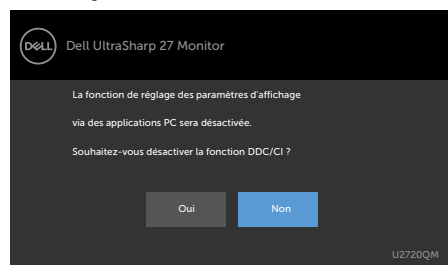 DELL
Dell UltraSharp 27 Monitor
La fonction de réglage des paramètres d'affichage
via des applications PC sera désactivée.
Souhaitez-vous désactiver la fonction DDC/CI ?
Oui
Non
U2720QM